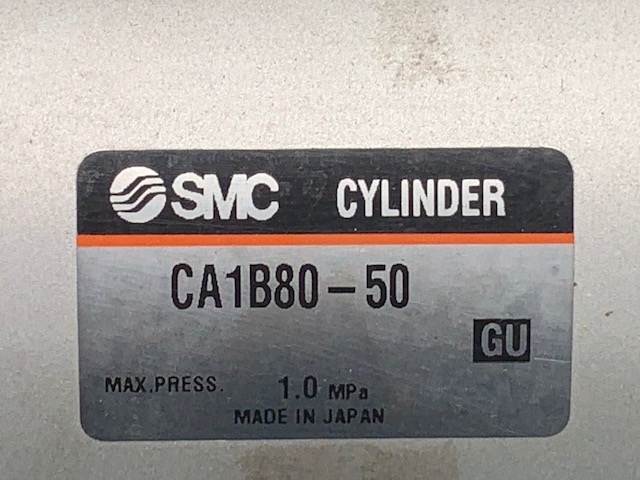 SMC CYLINDER
CA1B80-50
GU
MAX.PRESS. 1.0 MPa
MADE IN JAPAN